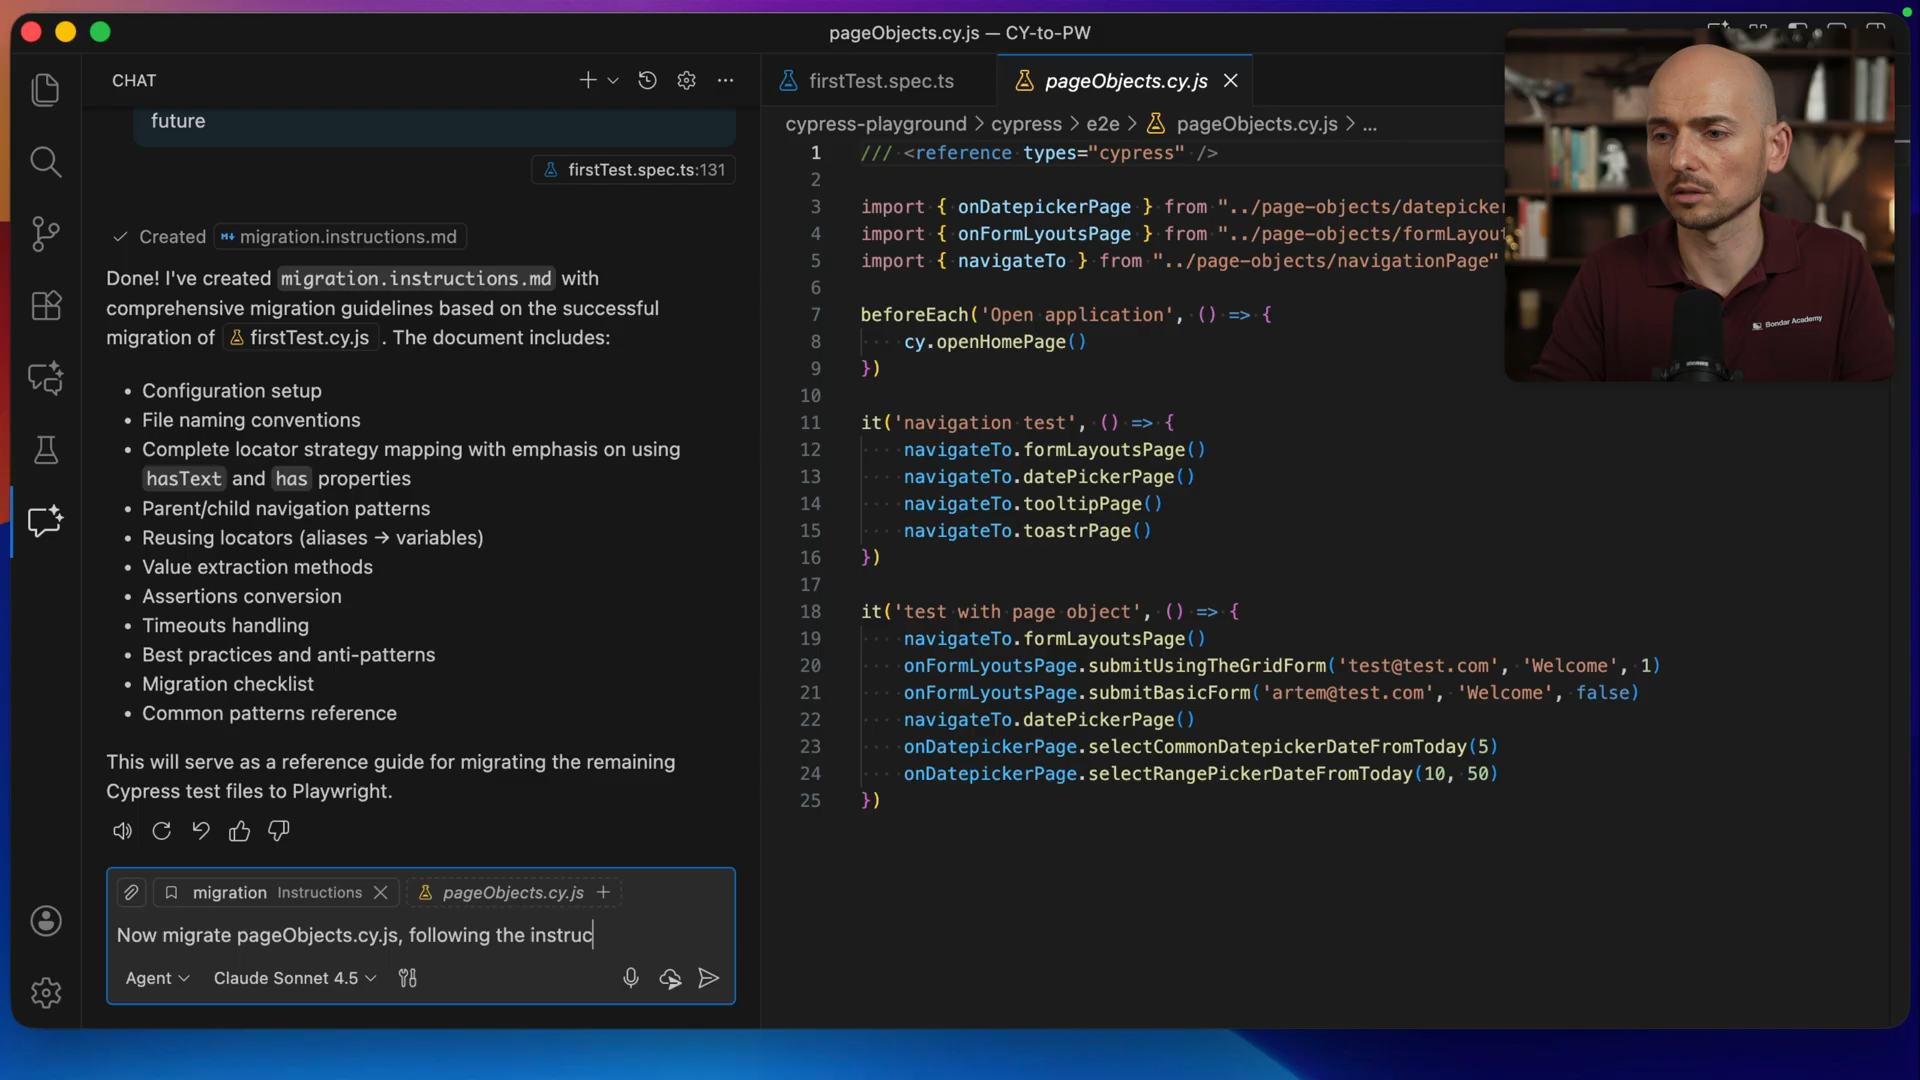 pageObjects.cy.js — CY-to-PW
CHAT
future
firstTest.spec.ts:131
Created migration.instructions.md
Done! I've created migration.instructions.md with
comprehensive migration guidelines based on the successful
migration of firstTest.cy.js . The document includes:
• Configuration setup
• File naming conventions
• Complete locator strategy mapping with emphasis on using
hasText and has properties
• Parent/child navigation patterns
• Reusing locators (aliases → variables)
• Value extraction methods
• Assertions conversion
• Timeouts handling
• Best practices and anti-patterns
• Migration checklist
• Common patterns reference
This will serve as a reference guide for migrating the remaining
Cypress test files to Playwright.
migration Instructions
pageObjects.cy.js
Now migrate pageObjects.cy.js, following the instruc
Agent Claude Sonnet 4.5
firstTest.spec.ts
pageObjects.cy.js
cypress-playground > cypress > e2e > pageObjects.cy.js > ...
1 /// <reference types="cypress" />
2
3 import { onDatepickerPage } from "../page-objects/datepicker
4 import { onFormLyoutsPage } from "../page-objects/formLayout
5 import { navigateTo } from "../page-objects/navigationPage"
6
7 beforeEach('Open application', () => {
8 cy.openHomePage()
9 })
10
11 it('navigation test', () => {
12 navigateTo.formLayoutsPage()
13 navigateTo.datePickerPage()
14 navigateTo.tooltipPage()
15 navigateTo.toastrPage()
16 })
17
18 it('test with page object', () => {
19 navigateTo.formLayoutsPage()
20 onFormLyoutsPage.submitUsingTheGridForm('test@test.com', 'Welcome', 1)
21 onFormLyoutsPage.submitBasicForm('artem@test.com', 'Welcome', false)
22 navigateTo.datePickerPage()
23 onDatepickerPage.selectCommonDatepickerDateFromToday(5)
24 onDatepickerPage.selectRangePickerDateFromToday(10, 50)
25 })
Bondar Academy